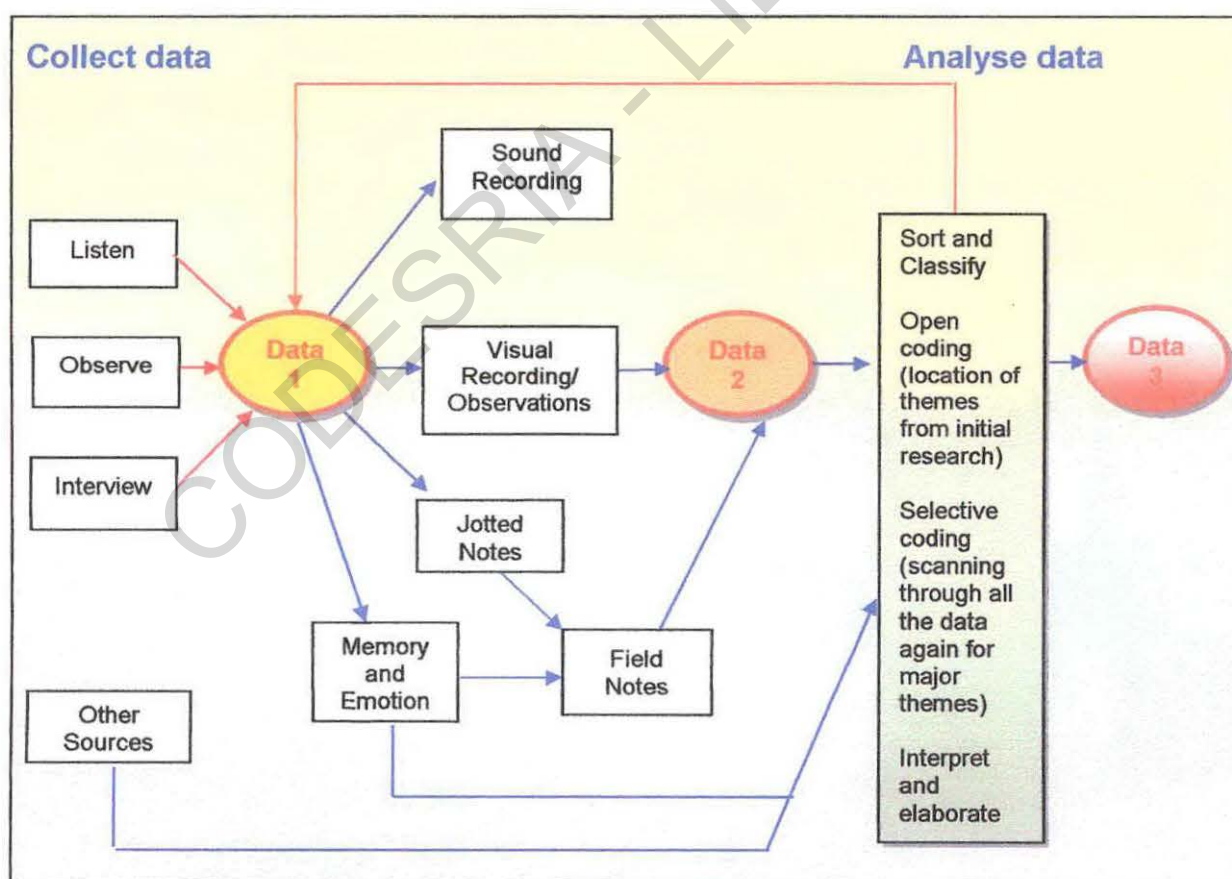 Collect data
Analyse data
Sound
Recording
Listen
Observe
Interview
Data
1
Visual
Recording/
Observations
Data
2
Jotted
Notes
Memory
and
Emotion
Field
Notes
Other
Sources
Sort and
Classify
Open
coding
(location of
themes
from initial
research)
Selective
coding
(scanning
through all
the data
again for
major
themes)
Interpret
and
elaborate
Data
3
CODESRIA - LI